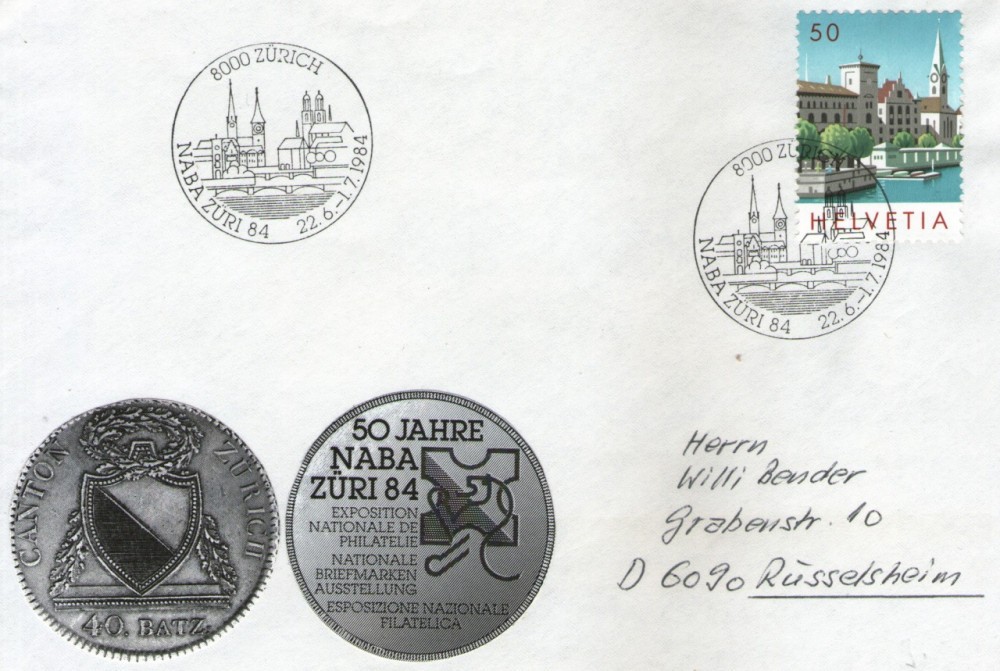 8000 ZÜRICH
NABA ZÜRI 84 22.6.-1.7.1984
50
HELVETIA
8000 ZÜRICH
NABA ZÜRI 84 22.6.-1.7.1984
CANTON ZÜRICH
40. BATZ.
50 JAHRE
NABA
ZÜRI 84
EXPOSITION
NATIONALE DE
PHILATELIE
NATIONALE
BRIEFMARKEN
AUSSTELLUNG
ESPOSIZIONE NAZIONALE
FILATELICA
Herrn
Willi Bender
Grabenstr. 10
D 6090 Rüsselsheim